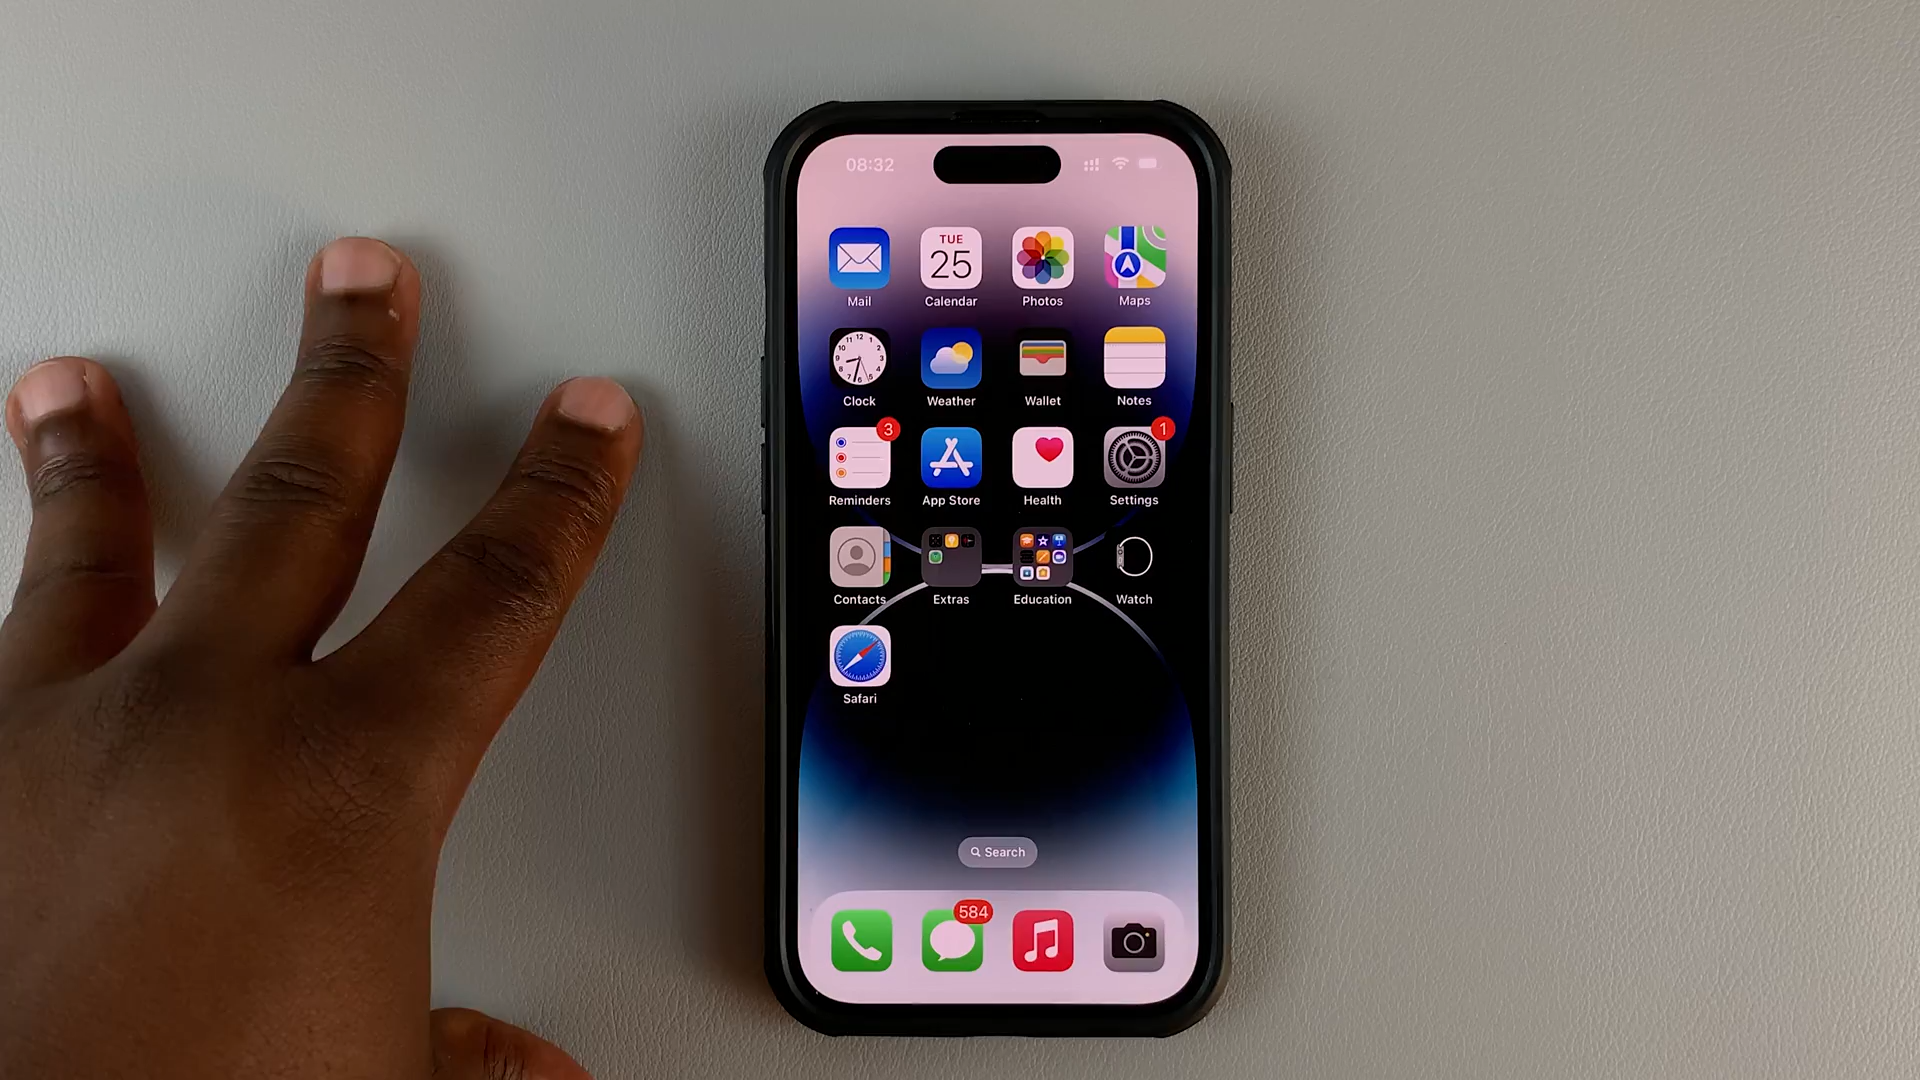 08:32
TUE
25
Mail Calendar Photos Maps
Clock Weather Wallet Notes
3 1
Reminders App Store Health Settings
Contacts Extras Education Watch
Safari
Search
584